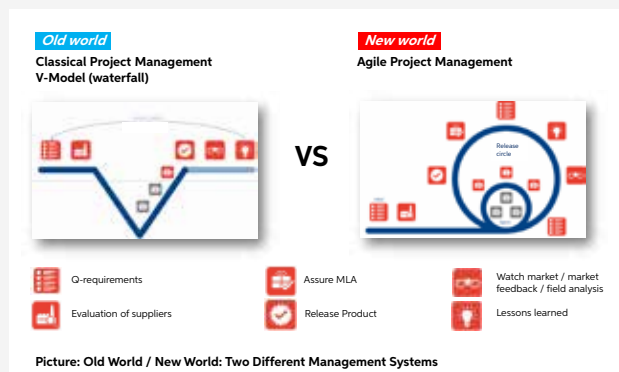 Old world
Classical Project Management
V-Model (waterfall)
VS
New world
Agile Project Management
Release
circle
Q-requirements
Evaluation of suppliers
Assure MLA
Release Product
Watch market / market
feedback / field analysis
Lessons learned
Picture: Old World / New World: Two Different Management Systems